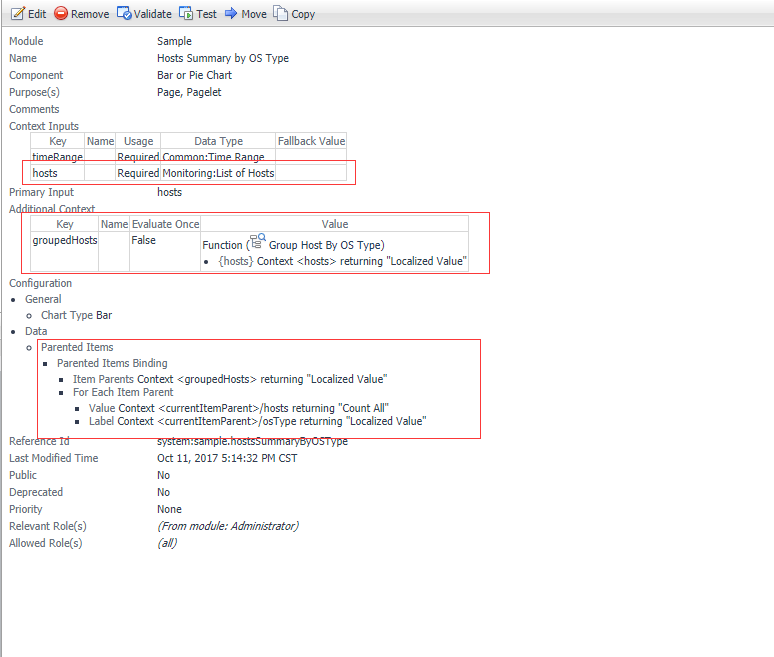 Edit Remove Validate Test Move Copy
Module Sample
Name Hosts Summary by OS Type
Component Bar or Pie Chart
Purpose(s) Page, Pagelet
Comments
Context Inputs
Key Name Usage Data Type Fallback Value
timeRange Required Common:Time Range
hosts Required Monitoring:List of Hosts
Primary Input hosts
Additional Context
Key Name Evaluate Once Value
groupedHosts False Function ( Group Host By OS Type)
{hosts} Context <hosts> returning "Localized Value"
Configuration
General
Chart Type Bar
Data
Parented Items
Parented Items Binding
Item Parents Context <groupedHosts> returning "Localized Value"
For Each Item Parent
Value Context <currentItemParent>/hosts returning "Count All"
Label Context <currentItemParent>/osType returning "Localized Value"
Reference Id system:sample.hostsSummaryByOSType
Last Modified Time Oct 11, 2017 5:14:32 PM CST
Public No
Deprecated No
Priority None
Relevant Role(s) (From module: Administrator)
Allowed Role(s) (all)